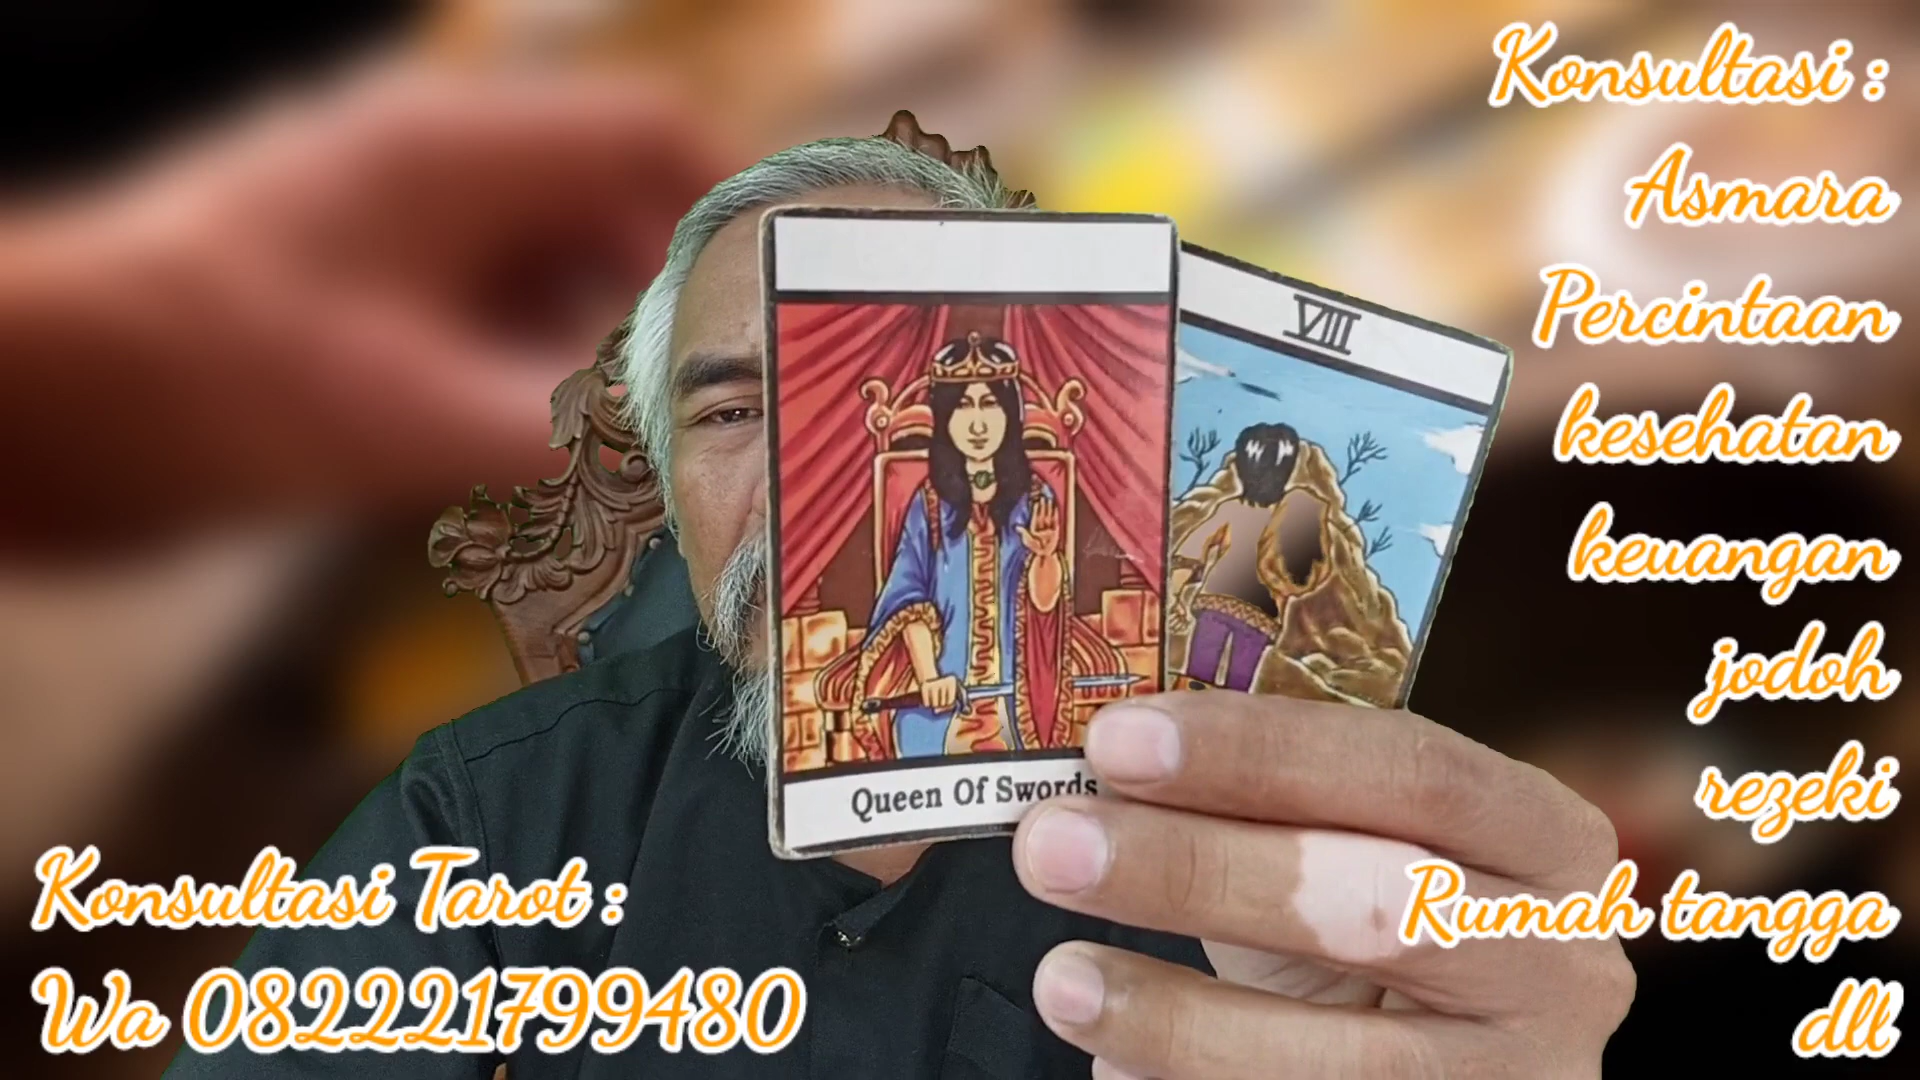 Konsultasi :
Asmara
Percintaan
kesehatan
keuangan
jodoh
rezeki
Rumah tangga
dll
VIII
Queen Of Swords
Konsultasi Tarot :
Wa 082221799480